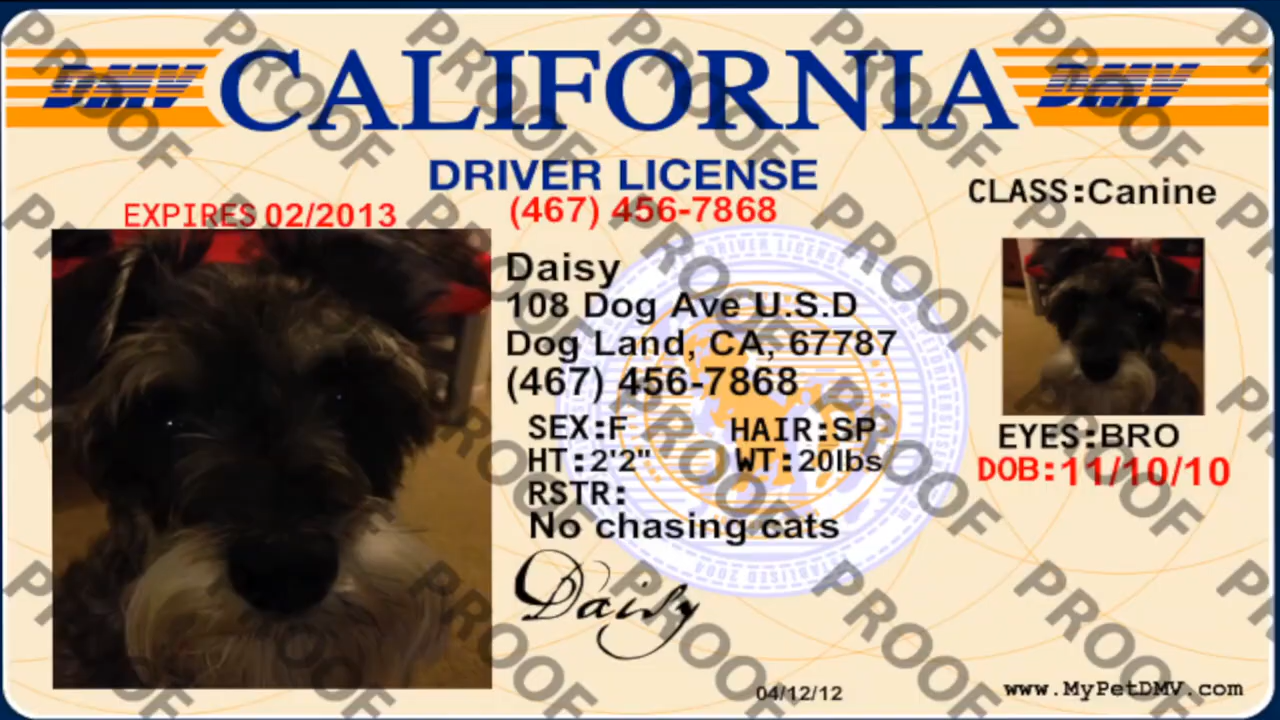 DMV CALIFORNIA DMV
DRIVER LICENSE
CLASS:Canine
EXPIRES 02/2013
(467) 456-7868
Daisy
108 Dog Ave U.S.D
Dog Land, CA, 67787
(467) 456-7868
SEX:F HAIR:SP
HT:2'2" WT:20lbs
RSTR:
No chasing cats
EYES:BRO
DOB:11/10/10
Daisy
04/12/12
www.MyPetDMV.com
PROOF